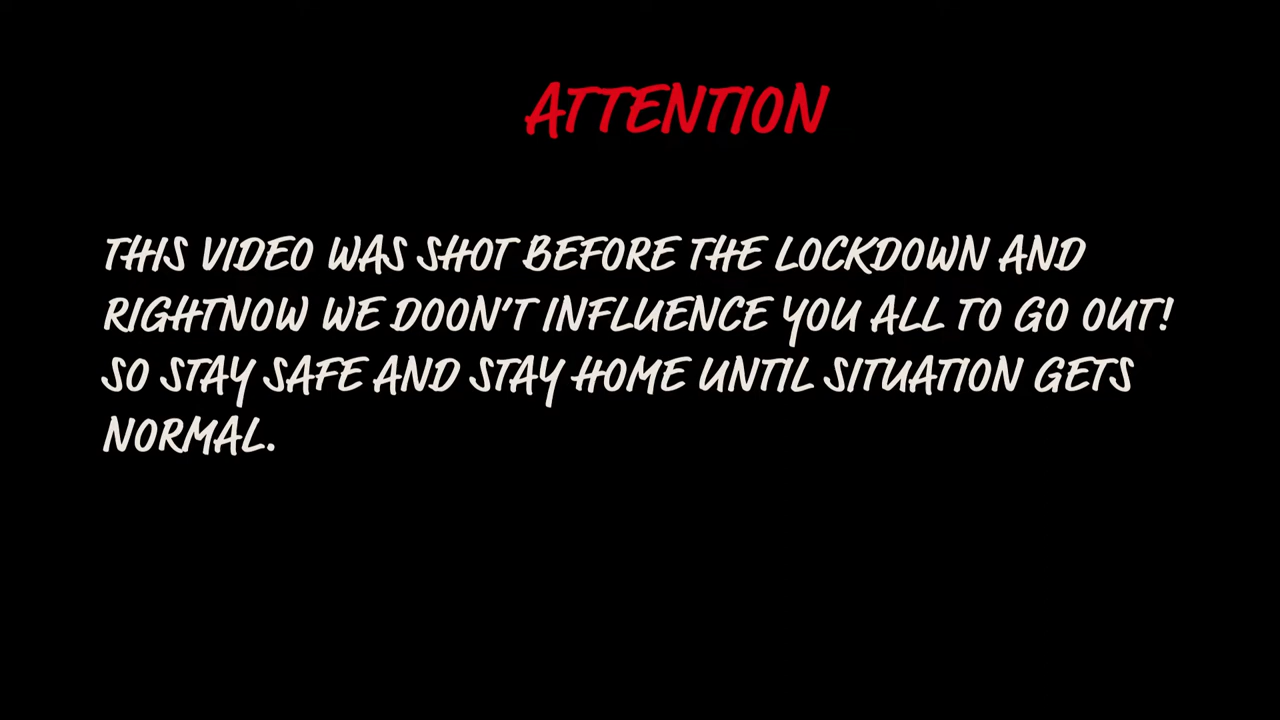 ATTENTION
THIS VIDEO WAS SHOT BEFORE THE LOCKDOWN AND
RIGHTNOW WE DOON'T INFLUENCE YOU ALL TO GO OUT!
SO STAY SAFE AND STAY HOME UNTIL SITUATION GETS
NORMAL.